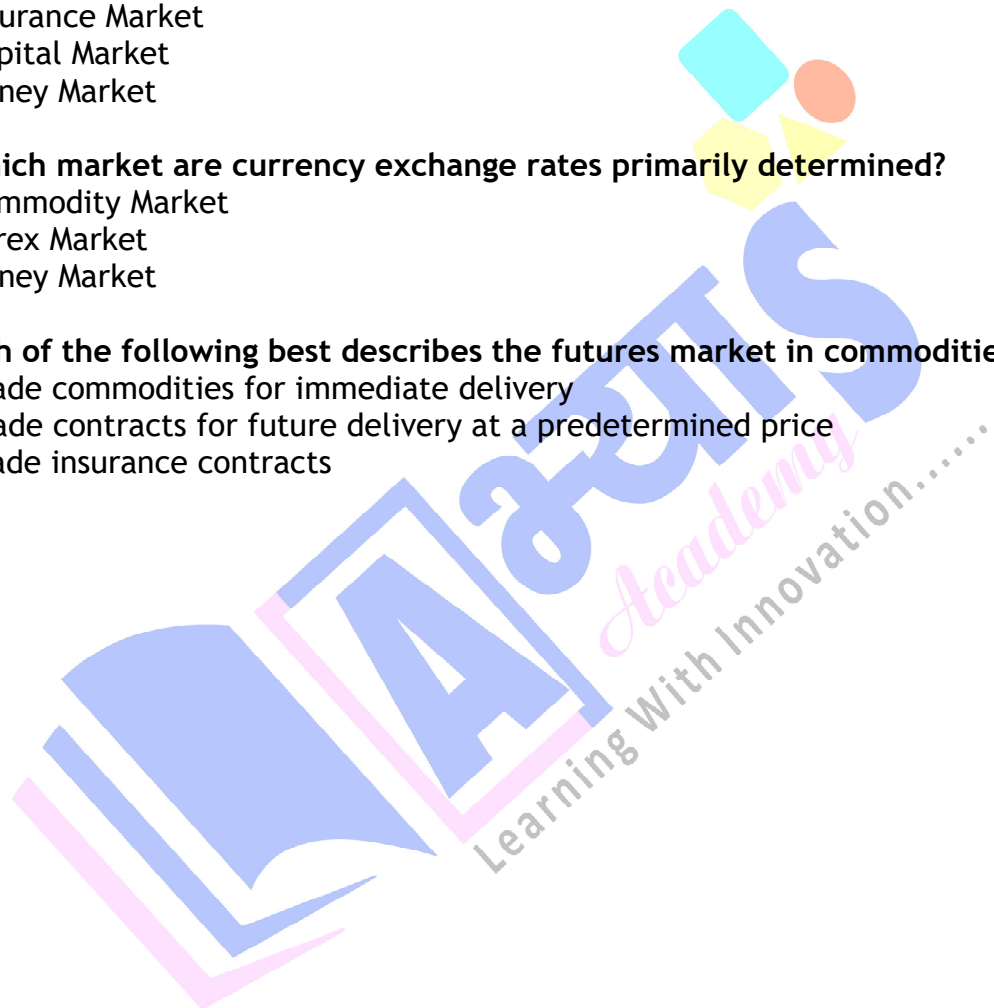 urance Market
pital Market
ney Market
ich market are currency exchange rates primarily determined?
mmodity Market
rex Market
ney Market
h of the following best describes the futures market in commoditie
ade commodities for immediate delivery
ade contracts for future delivery at a predetermined price
ade insurance contracts
A
Academy
Learning With Innovation......